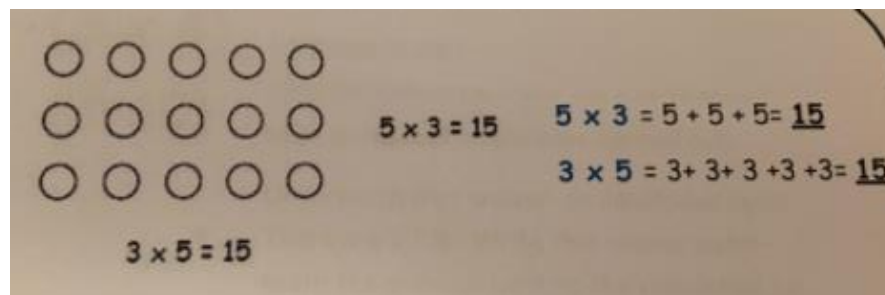 5 x 3 = 15
5 x 3 = 5 + 5 + 5= 15
3 x 5 = 3+ 3+ 3 +3 +3= 15
3 x 5 = 15